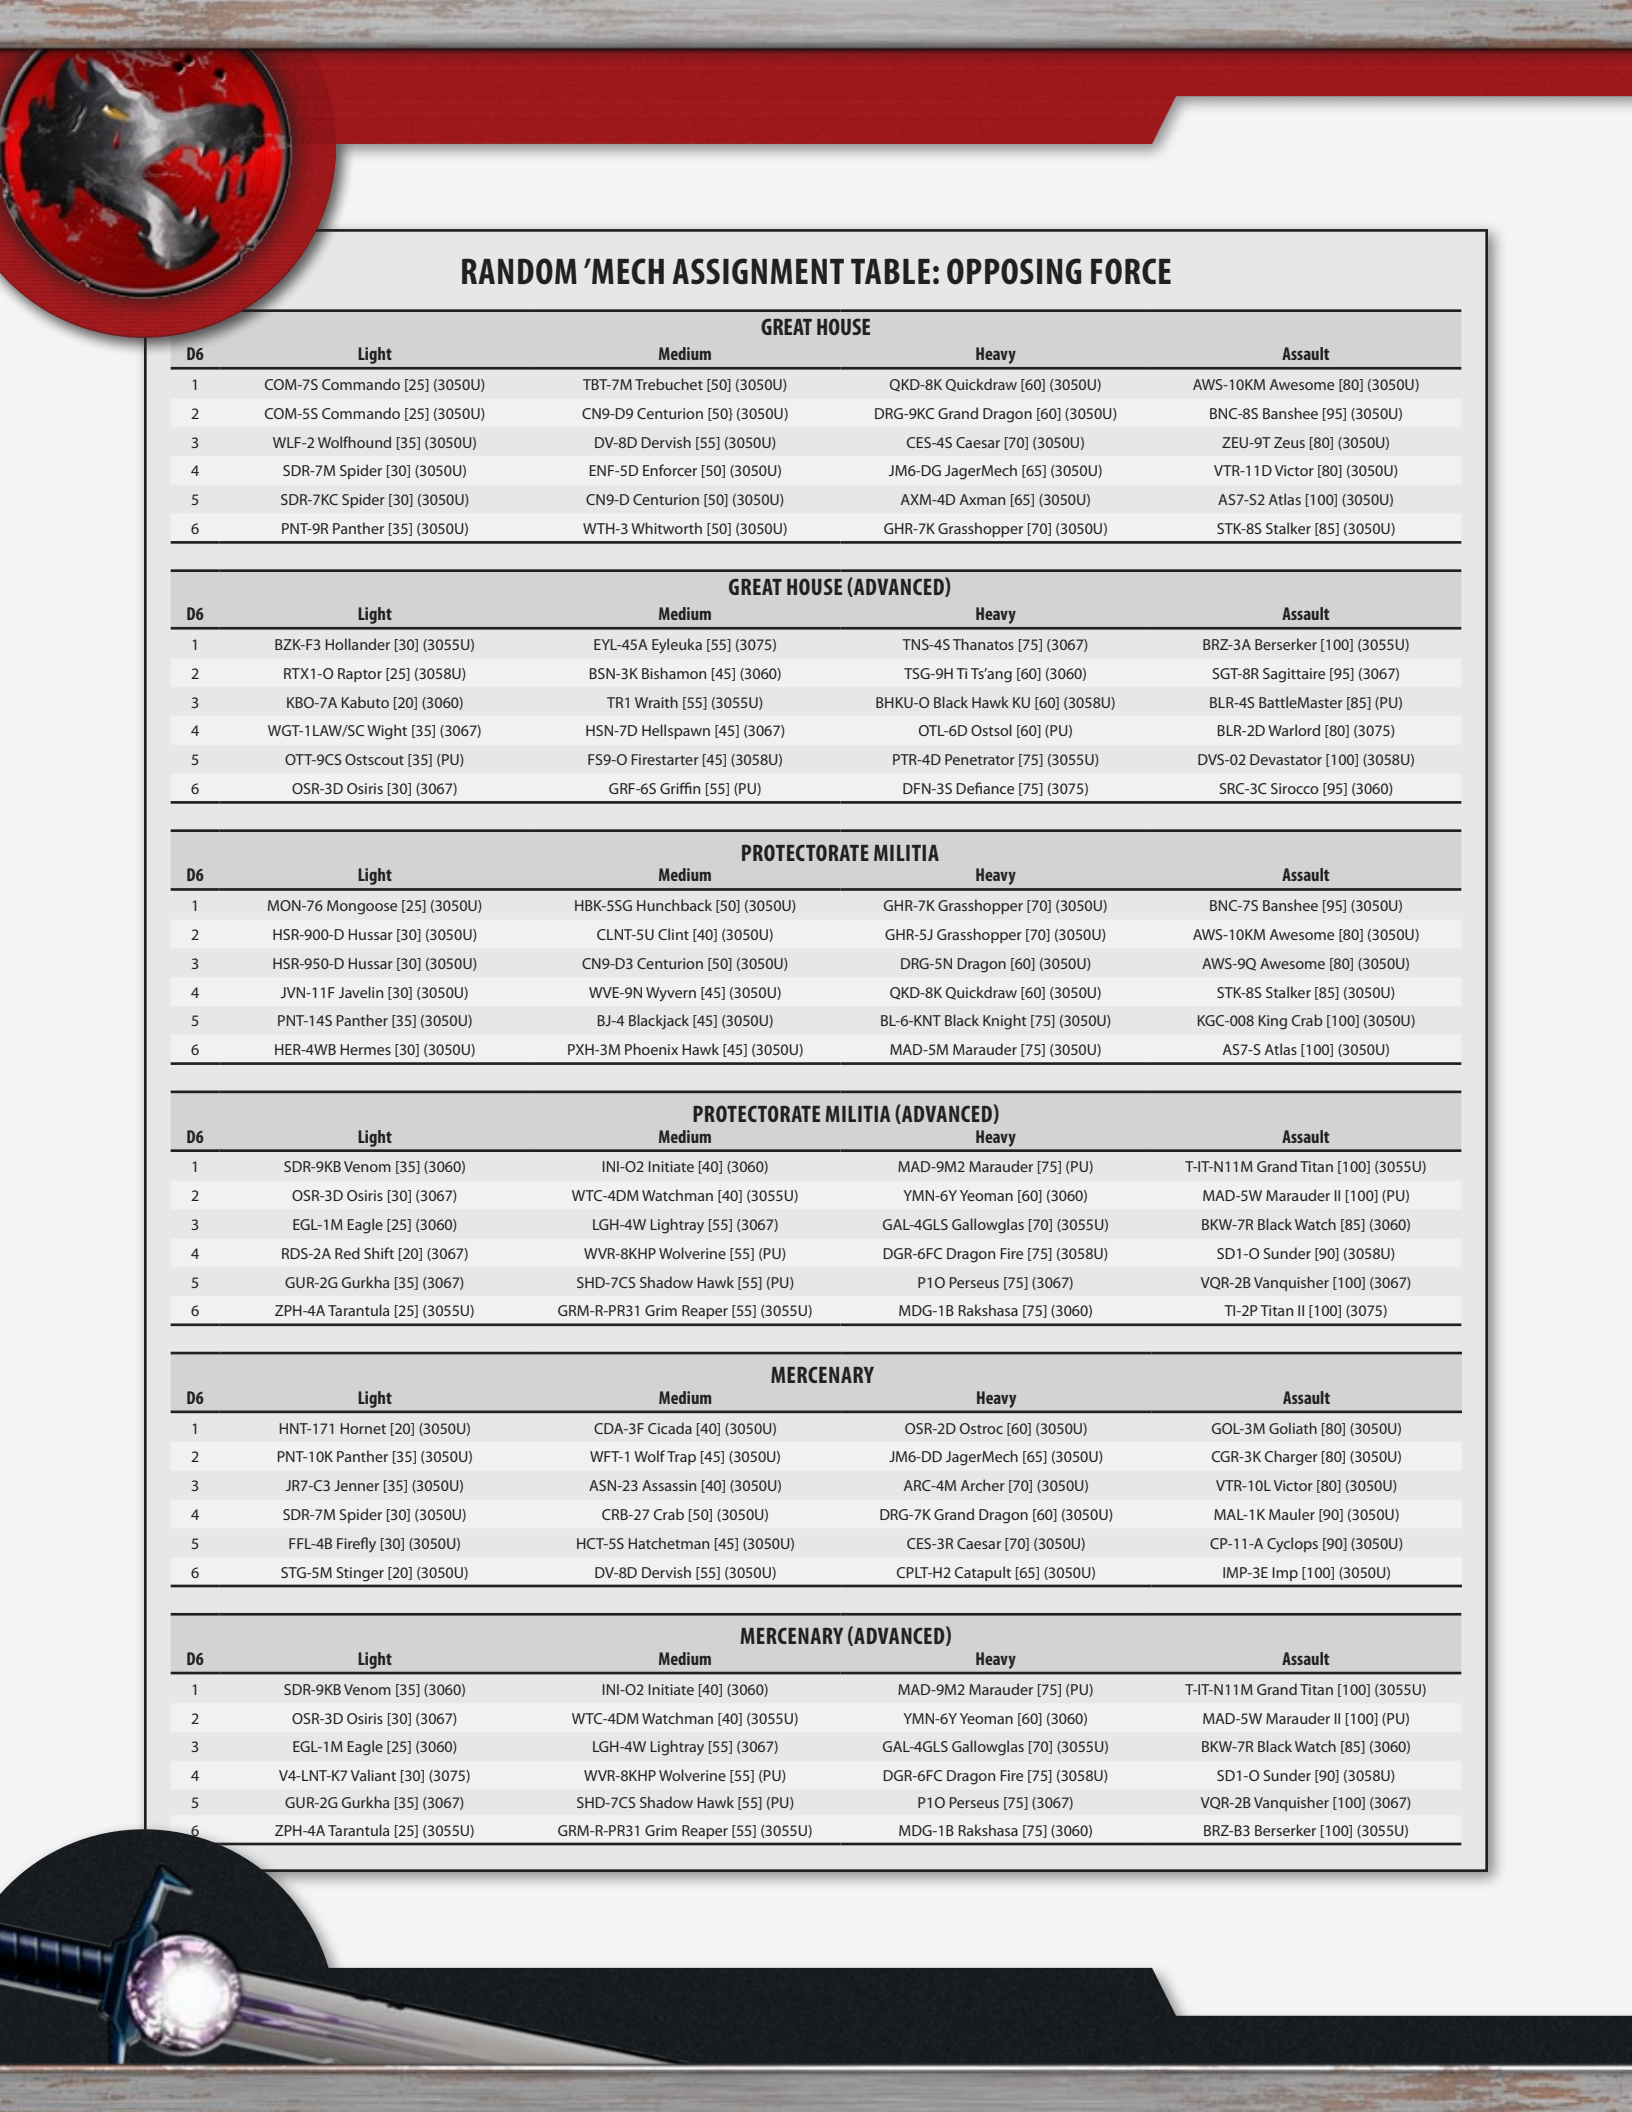 RANDOM ’MECH ASSIGNMENT TABLE: OPPOSING FORCE
GREAT HOUSE
D6 Light Medium Heavy Assault
1 COM-7S Commando [25] (3050U) TBT-7M Trebuchet [50] (3050U) QKD-8K Quickdraw [60] (3050U) AWS-10KM Awesome [80] (3050U)
2 COM-5S Commando [25] (3050U) CN9-D9 Centurion [50} (3050U) DRG-9KC Grand Dragon [60] (3050U) BNC-8S Banshee [95] (3050U)
3 WLF-2 Wolfhound [35] (3050U) DV-8D Dervish [55] (3050U) CES-4S Caesar [70] (3050U) ZEU-9T Zeus [80] (3050U)
4 SDR-7M Spider [30] (3050U) ENF-5D Enforcer [50] (3050U) JM6-DG JagerMech [65] (3050U) VTR-11D Victor [80] (3050U)
5 SDR-7KC Spider [30] (3050U) CN9-D Centurion [50] (3050U) AXM-4D Axman [65] (3050U) AS7-S2 Atlas [100] (3050U)
6 PNT-9R Panther [35] (3050U) WTH-3 Whitworth [50] (3050U) GHR-7K Grasshopper [70] (3050U) STK-8S Stalker [85] (3050U)
GREAT HOUSE (ADVANCED)
D6 Light Medium Heavy Assault
1 BZK-F3 Hollander [30] (3055U) EYL-45A Eyleuka [55] (3075) TNS-4S Thanatos [75] (3067) BRZ-3A Berserker [100] (3055U)
2 RTX1-O Raptor [25] (3058U) BSN-3K Bishamon [45] (3060) TSG-9H Ti Ts’ang [60] (3060) SGT-8R Sagittaire [95] (3067)
3 KBO-7A Kabuto [20] (3060) TR1 Wraith [55] (3055U) BHKU-O Black Hawk KU [60] (3058U) BLR-4S BattleMaster [85] (PU)
4 WGT-1LAW/SC Wight [35] (3067) HSN-7D Hellspawn [45] (3067) OTL-6D Ostsol [60] (PU) BLR-2D Warlord [80] (3075)
5 OTT-9CS Ostscout [35] (PU) FS9-O Firestarter [45] (3058U) PTR-4D Penetrator [75] (3055U) DVS-02 Devastator [100] (3058U)
6 OSR-3D Osiris [30] (3067) GRF-6S Griffin [55] (PU) DFN-3S Defiance [75] (3075) SRC-3C Sirocco [95] (3060)
PROTECTORATE MILITIA
D6 Light Medium Heavy Assault
1 MON-76 Mongoose [25] (3050U) HBK-5SG Hunchback [50] (3050U) GHR-7K Grasshopper [70] (3050U) BNC-7S Banshee [95] (3050U)
2 HSR-900-D Hussar [30] (3050U) CLNT-5U Clint [40] (3050U) GHR-5J Grasshopper [70] (3050U) AWS-10KM Awesome [80] (3050U)
3 HSR-950-D Hussar [30] (3050U) CN9-D3 Centurion [50] (3050U) DRG-5N Dragon [60] (3050U) AWS-9Q Awesome [80] (3050U)
4 JVN-11F Javelin [30] (3050U) WVE-9N Wyvern [45] (3050U) QKD-8K Quickdraw [60] (3050U) STK-8S Stalker [85] (3050U)
5 PNT-14S Panther [35] (3050U) BJ-4 Blackjack [45] (3050U) BL-6-KNT Black Knight [75] (3050U) KGC-008 King Crab [100] (3050U)
6 HER-4WB Hermes [30] (3050U) PXH-3M Phoenix Hawk [45] (3050U) MAD-5M Marauder [75] (3050U) AS7-S Atlas [100] (3050U)
PROTECTORATE MILITIA (ADVANCED)
D6 Light Medium Heavy Assault
1 SDR-9KB Venom [35] (3060) INI-O2 Initiate [40] (3060) MAD-9M2 Marauder [75] (PU) T-IT-N11M Grand Titan [100] (3055U)
2 OSR-3D Osiris [30] (3067) WTC-4DM Watchman [40] (3055U) YMN-6Y Yeoman [60] (3060) MAD-5W Marauder II [100] (PU)
3 EGL-1M Eagle [25] (3060) LGH-4W Lightray [55] (3067) GAL-4GLS Gallowglas [70] (3055U) BKW-7R Black Watch [85] (3060)
4 RDS-2A Red Shift [20] (3067) WVR-8KHP Wolverine [55] (PU) DGR-6FC Dragon Fire [75] (3058U) SD1-O Sunder [90] (3058U)
5 GUR-2G Gurkha [35] (3067) SHD-7CS Shadow Hawk [55] (PU) P1O Perseus [75] (3067) VQR-2B Vanquisher [100] (3067)
6 ZPH-4A Tarantula [25] (3055U) GRM-R-PR31 Grim Reaper [55] (3055U) MDG-1B Rakshasa [75] (3060) TI-2P Titan II [100] (3075)
MERCENARY
D6 Light Medium Heavy Assault
1 HNT-171 Hornet [20] (3050U) CDA-3F Cicada [40] (3050U) OSR-2D Ostroc [60] (3050U) GOL-3M Goliath [80] (3050U)
2 PNT-10K Panther [35] (3050U) WFT-1 Wolf Trap [45] (3050U) JM6-DD JagerMech [65] (3050U) CGR-3K Charger [80] (3050U)
3 JR7-C3 Jenner [35] (3050U) ASN-23 Assassin [40] (3050U) ARC-4M Archer [70] (3050U) VTR-10L Victor [80] (3050U)
4 SDR-7M Spider [30] (3050U) CRB-27 Crab [50] (3050U) DRG-7K Grand Dragon [60] (3050U) MAL-1K Mauler [90] (3050U)
5 FFL-4B Firefly [30] (3050U) HCT-5S Hatchetman [45] (3050U) CES-3R Caesar [70] (3050U) CP-11-A Cyclops [90] (3050U)
6 STG-5M Stinger [20] (3050U) DV-8D Dervish [55] (3050U) CPLT-H2 Catapult [65] (3050U) IMP-3E Imp [100] (3050U)
MERCENARY (ADVANCED)
D6 Light Medium Heavy Assault
1 SDR-9KB Venom [35] (3060) INI-O2 Initiate [40] (3060) MAD-9M2 Marauder [75] (PU) T-IT-N11M Grand Titan [100] (3055U)
2 OSR-3D Osiris [30] (3067) WTC-4DM Watchman [40] (3055U) YMN-6Y Yeoman [60] (3060) MAD-5W Marauder II [100] (PU)
3 EGL-1M Eagle [25] (3060) LGH-4W Lightray [55] (3067) GAL-4GLS Gallowglas [70] (3055U) BKW-7R Black Watch [85] (3060)
4 V4-LNT-K7 Valiant [30] (3075) WVR-8KHP Wolverine [55] (PU) DGR-6FC Dragon Fire [75] (3058U) SD1-O Sunder [90] (3058U)
5 GUR-2G Gurkha [35] (3067) SHD-7CS Shadow Hawk [55] (PU) P1O Perseus [75] (3067) VQR-2B Vanquisher [100] (3067)
6 ZPH-4A Tarantula [25] (3055U) GRM-R-PR31 Grim Reaper [55] (3055U) MDG-1B Rakshasa [75] (3060) BRZ-B3 Berserker [100] (3055U)